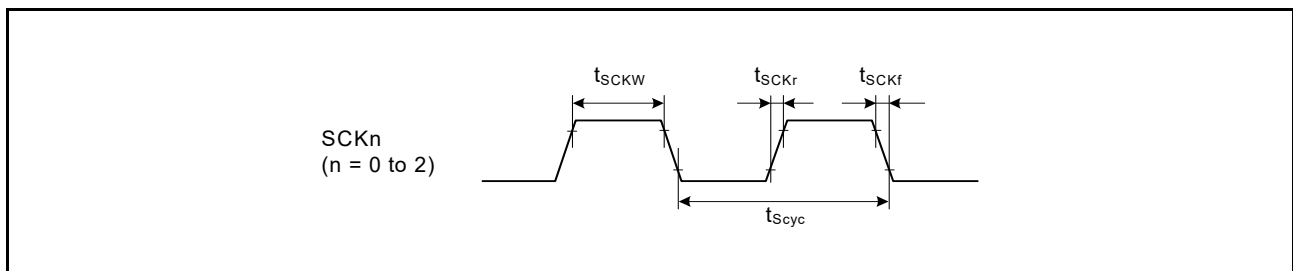 tSCKW
tSCKr
tSCKf
SCKn
(n = 0 to 2)
tScyc